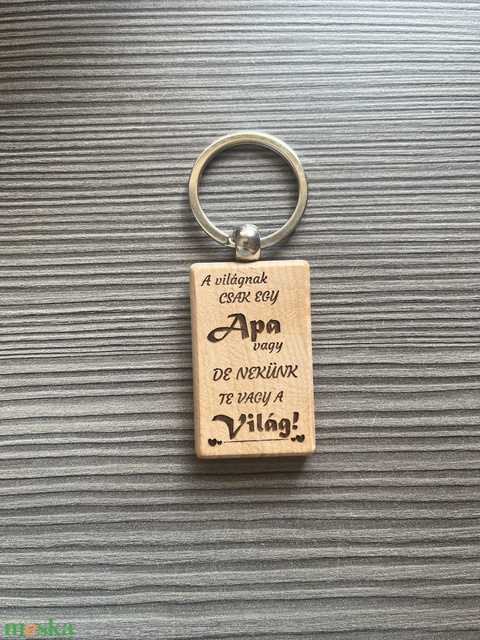 A világnak
CSAK EGY
Apa
vagy
DE NEKÜNK
TE VAGY A
Világ!
meska